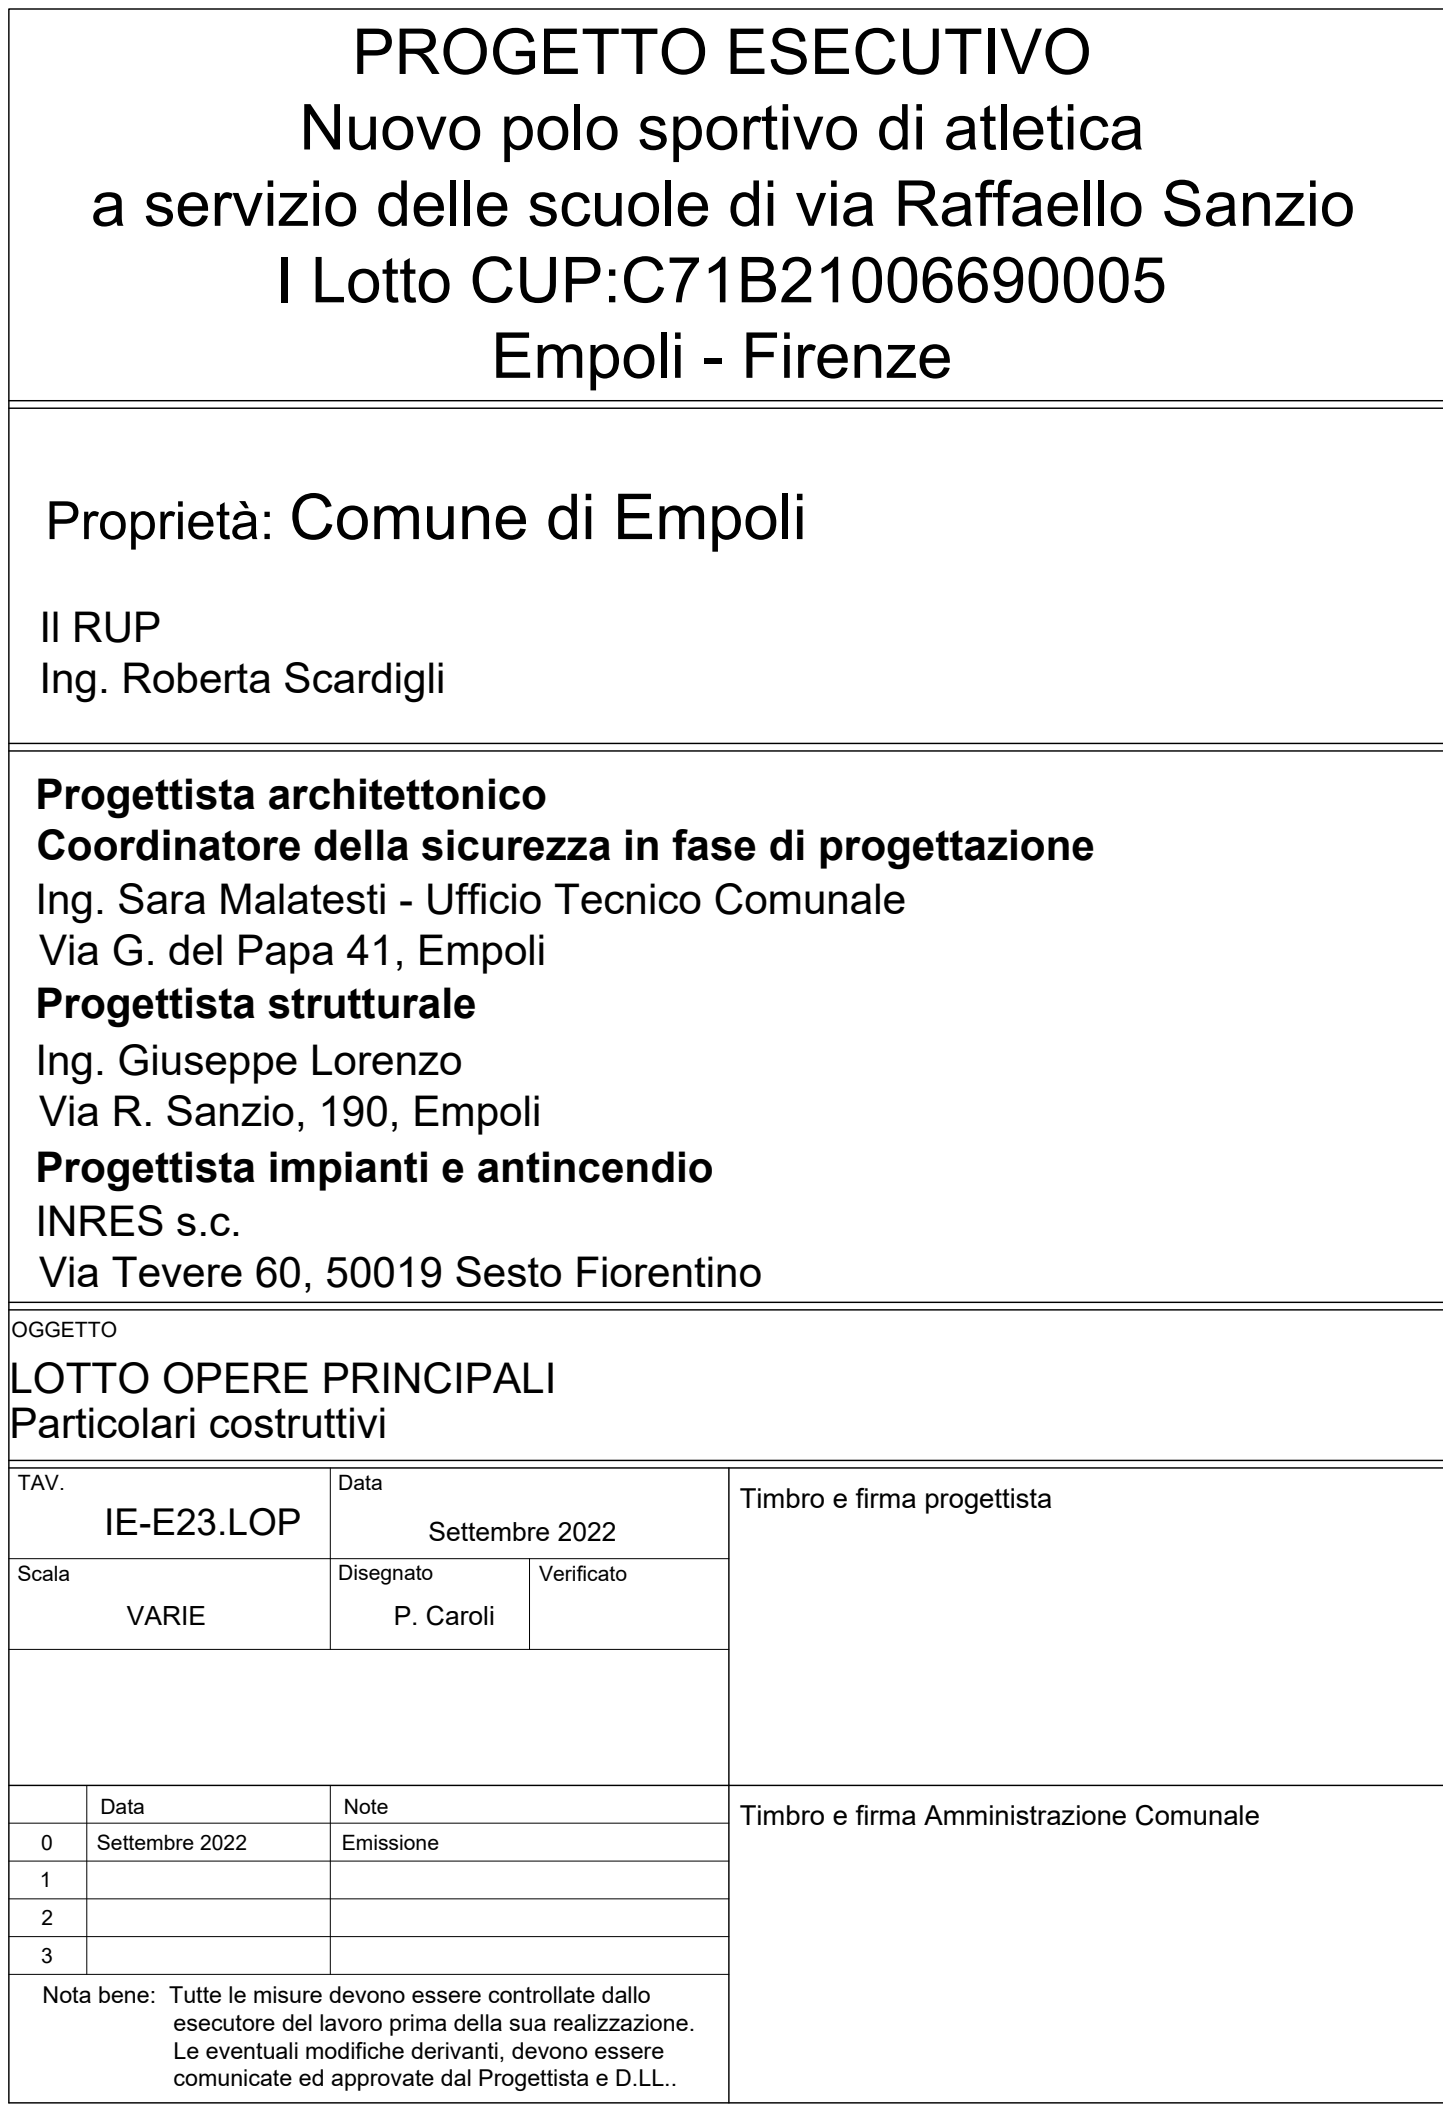 PROGETTO ESECUTIVO
Nuovo polo sportivo di atletica
a servizio delle scuole di via Raffaello Sanzio
I Lotto CUP:C71B21006690005
Empoli - Firenze
Proprietà: Comune di Empoli
Il RUP
Ing. Roberta Scardigli
Progettista architettonico
Coordinatore della sicurezza in fase di progettazione
Ing. Sara Malatesti - Ufficio Tecnico Comunale
Via G. del Papa 41, Empoli
Progettista strutturale
Ing. Giuseppe Lorenzo
Via R. Sanzio, 190, Empoli
Progettista impianti e antincendio
INRES s.c.
Via Tevere 60, 50019 Sesto Fiorentino
OGGETTO
LOTTO OPERE PRINCIPALI
Particolari costruttivi
TAV.
IE-E23.LOP
Data
Settembre 2022
Timbro e firma progettista
Scala
VARIE
Disegnato
P. Caroli
Verificato
Data Note
0 Settembre 2022 Emissione
1
2
3
Timbro e firma Amministrazione Comunale
Nota bene: Tutte le misure devono essere controllate dallo
esecutore del lavoro prima della sua realizzazione.
Le eventuali modifiche derivanti, devono essere
comunicate ed approvate dal Progettista e D.LL..